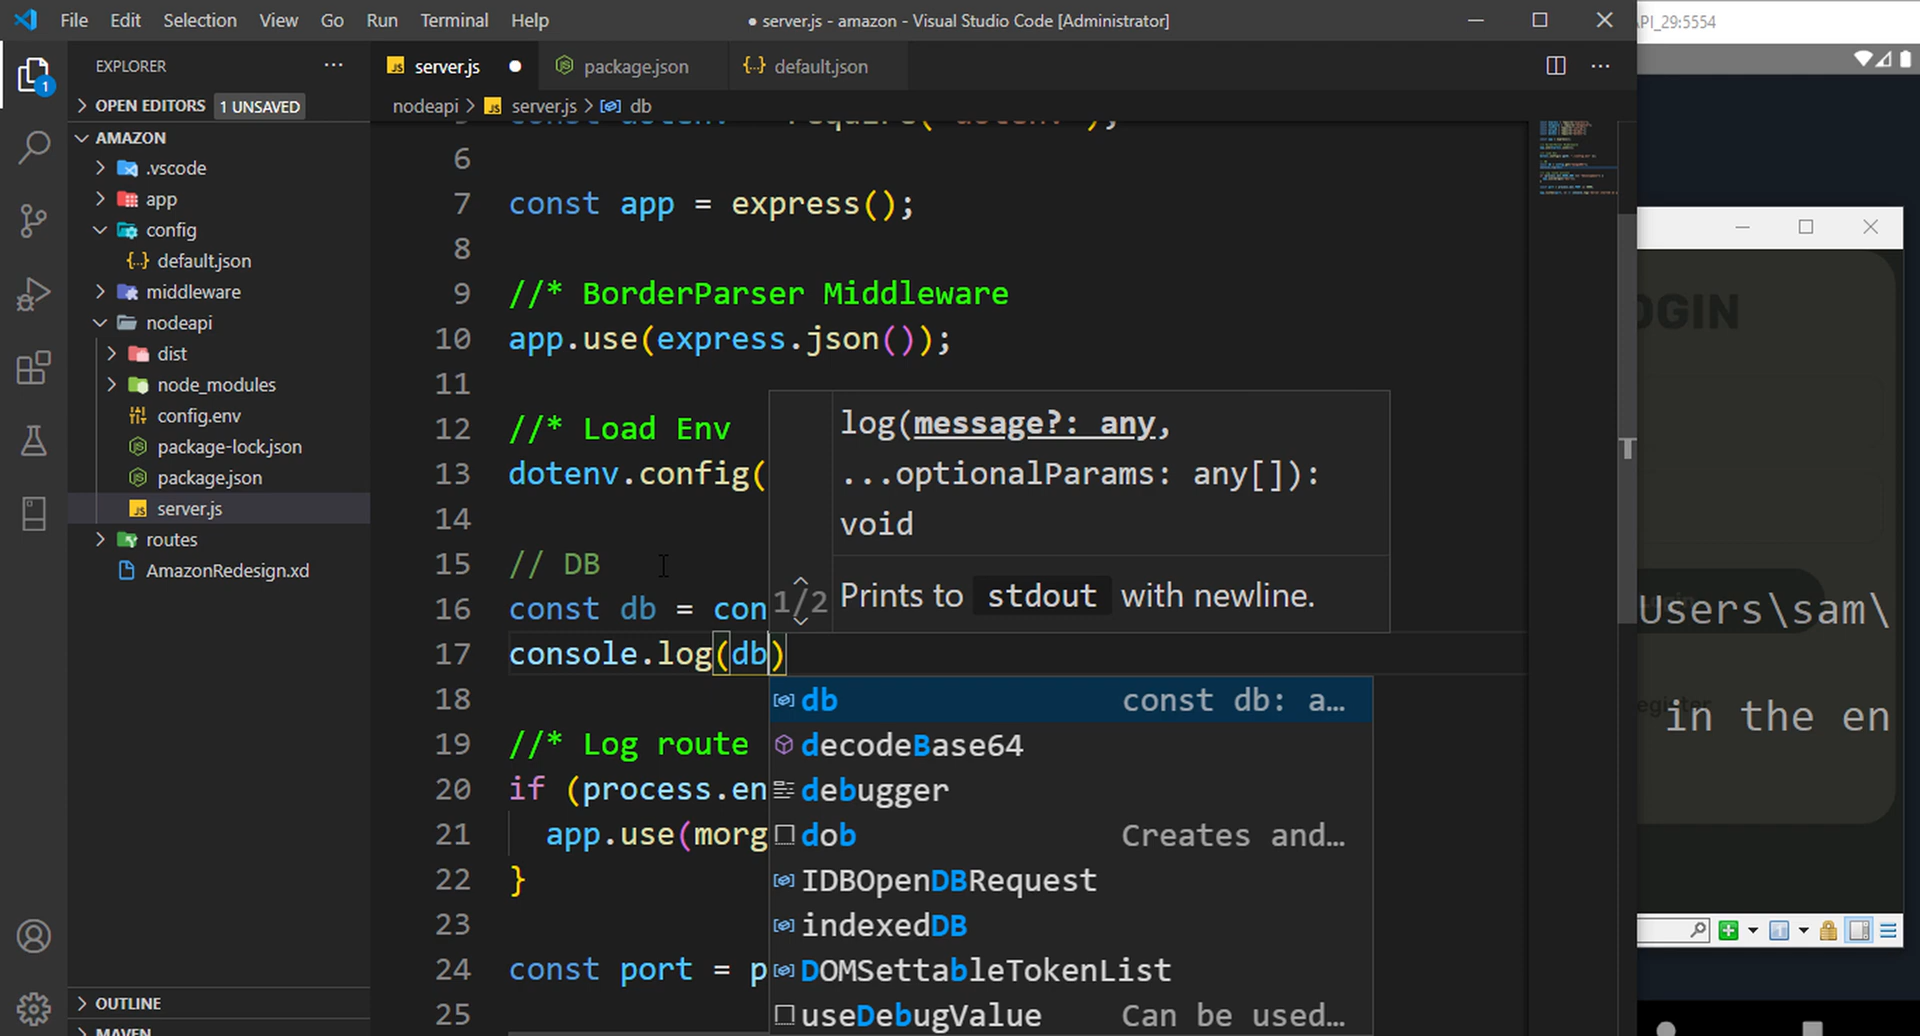 File Edit Selection View Go Run Terminal Help
● server.js - amazon - Visual Studio Code [Administrator]
API_29:5554
EXPLORER
OPEN EDITORS 1 UNSAVED
AMAZON
.vscode
app
config
default.json
middleware
nodeapi
dist
node_modules
config.env
package-lock.json
package.json
server.js
routes
AmazonRedesign.xd
OUTLINE
MAVEN
1
server.js
package.json
default.json
nodeapi > server.js > db
6
7 const app = express();
8
9 //* BorderParser Middleware
10 app.use(express.json());
11
12 //* Load Env
13 dotenv.config(
14
15 // DB
16 const db = con
17 console.log(db)
18
19 //* Log route
20 if (process.en
21 app.use(morg
22 }
23
24 const port = p
25
log(message?: any,
...optionalParams: any[]):
void
1/2 Prints to stdout with newline.
db const db: a…
decodeBase64
debugger
dob Creates and…
IDBOpenDBRequest
indexedDB
DOMSettableTokenList
useDebugValue Can be used…
OGIN
Users\sam\
in the en